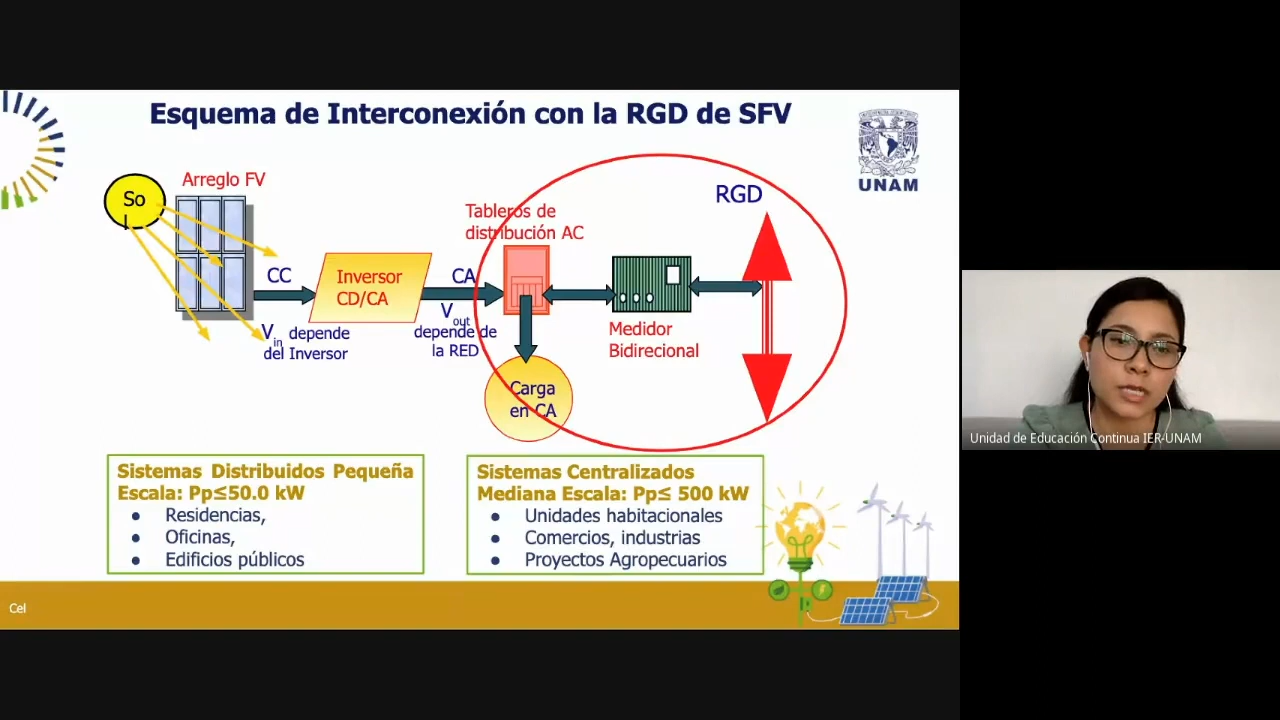 Esquema de Interconexión con la RGD de SFV
UNAM
So
l
Arreglo FV
CC
V in depende
del Inversor
Inversor
CD/CA
CA
V out
depende de
la RED
Tableros de
distribución AC
Carga
en CA
Medidor
Bidirecional
RGD
Sistemas Distribuidos Pequeña
Escala: Pp≤50.0 kW
• Residencias,
• Oficinas,
• Edificios públicos
Sistemas Centralizados
Mediana Escala: Pp≤ 500 kW
• Unidades habitacionales
• Comercios, industrias
• Proyectos Agropecuarios
Cel
Unidad de Educación Continua IER-UNAM